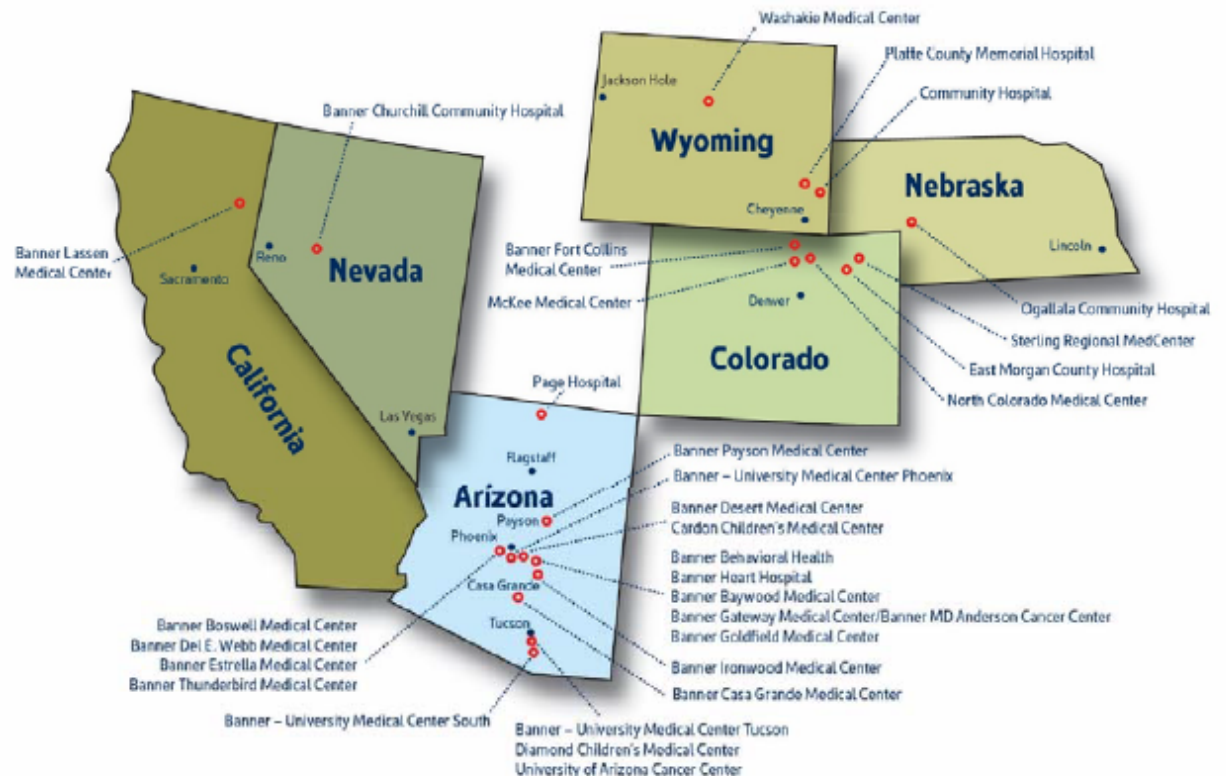 Washakie Medical Center
Platte County Memorial Hospital
Community Hospital
Jackson Hole
Wyoming
Cheyenne
Nebraska
Lincoln
Banner Churchill Community Hospital
Banner Lassen
Medical Center
Reno
Sacramento
Nevada
California
Las Vegas
Banner Fort Collins
Medical Center
McKee Medical Center
Denver
Colorado
Ogallala Community Hospital
Sterling Regional MedCenter
East Morgan County Hospital
North Colorado Medical Center
Page Hospital
Flagstaff
Arizona
Payson
Phoenix
Casa Grande
Tucson
Banner Payson Medical Center
Banner – University Medical Center Phoenix
Banner Desert Medical Center
Cardon Children's Medical Center
Banner Behavioral Health
Banner Heart Hospital
Banner Baywood Medical Center
Banner Gateway Medical Center/Banner MD Anderson Cancer Center
Banner Goldfield Medical Center
Banner Ironwood Medical Center
Banner Casa Grande Medical Center
Banner Boswell Medical Center
Banner Del E. Webb Medical Center
Banner Estrella Medical Center
Banner Thunderbird Medical Center
Banner – University Medical Center South
Banner – University Medical Center Tucson
Diamond Children's Medical Center
University of Arizona Cancer Center